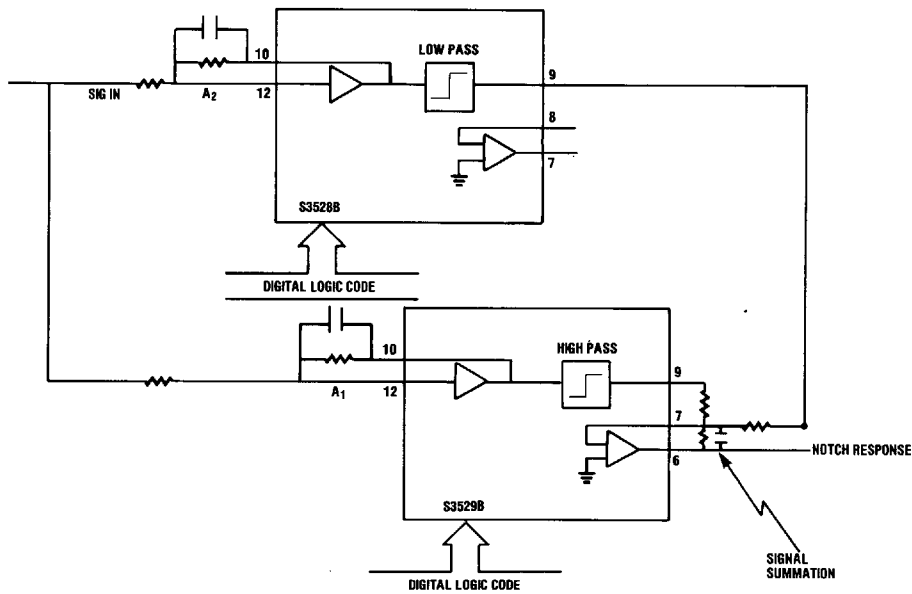 LOW PASS
10
9
SIG IN
A2
12
8
7
S3528B
DIGITAL LOGIC CODE
HIGH PASS
10
9
A1
12
7
6
NOTCH RESPONSE
S3529B
SIGNAL
SUMMATION
DIGITAL LOGIC CODE